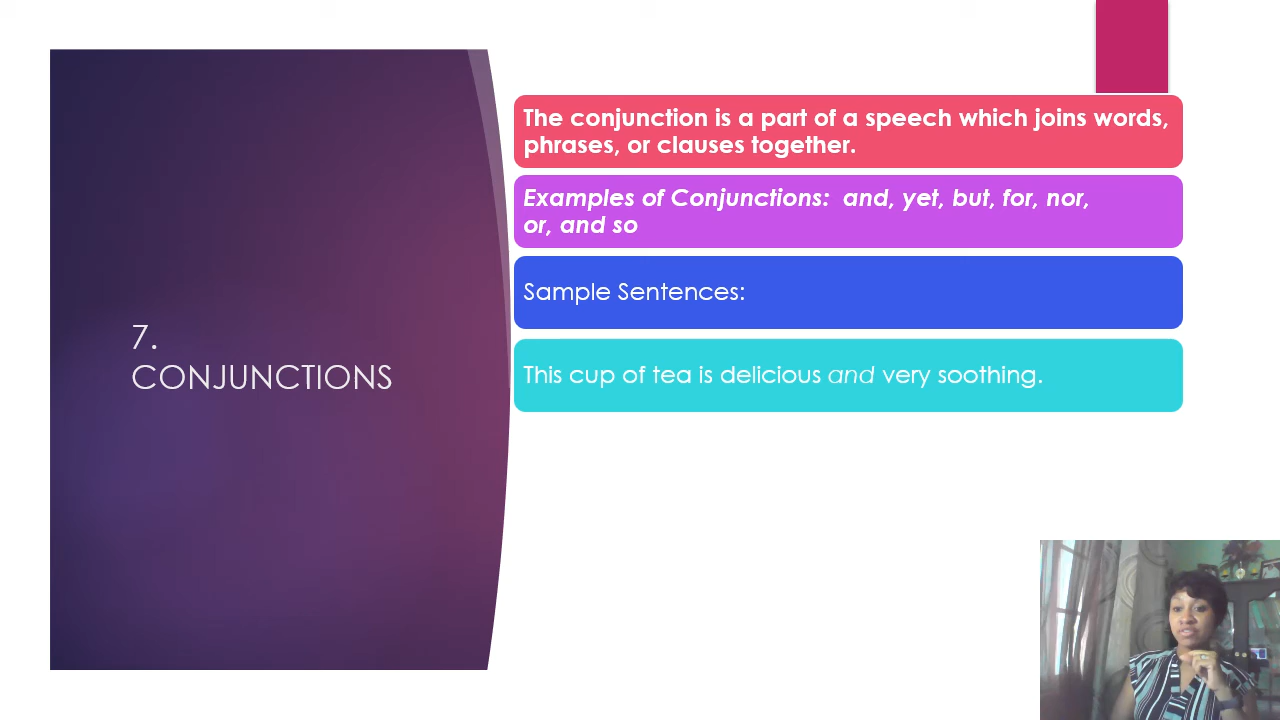 7.
CONJUNCTIONS
The conjunction is a part of a speech which joins words,
phrases, or clauses together.
Examples of Conjunctions: and, yet, but, for, nor,
or, and so
Sample Sentences:
This cup of tea is delicious and very soothing.